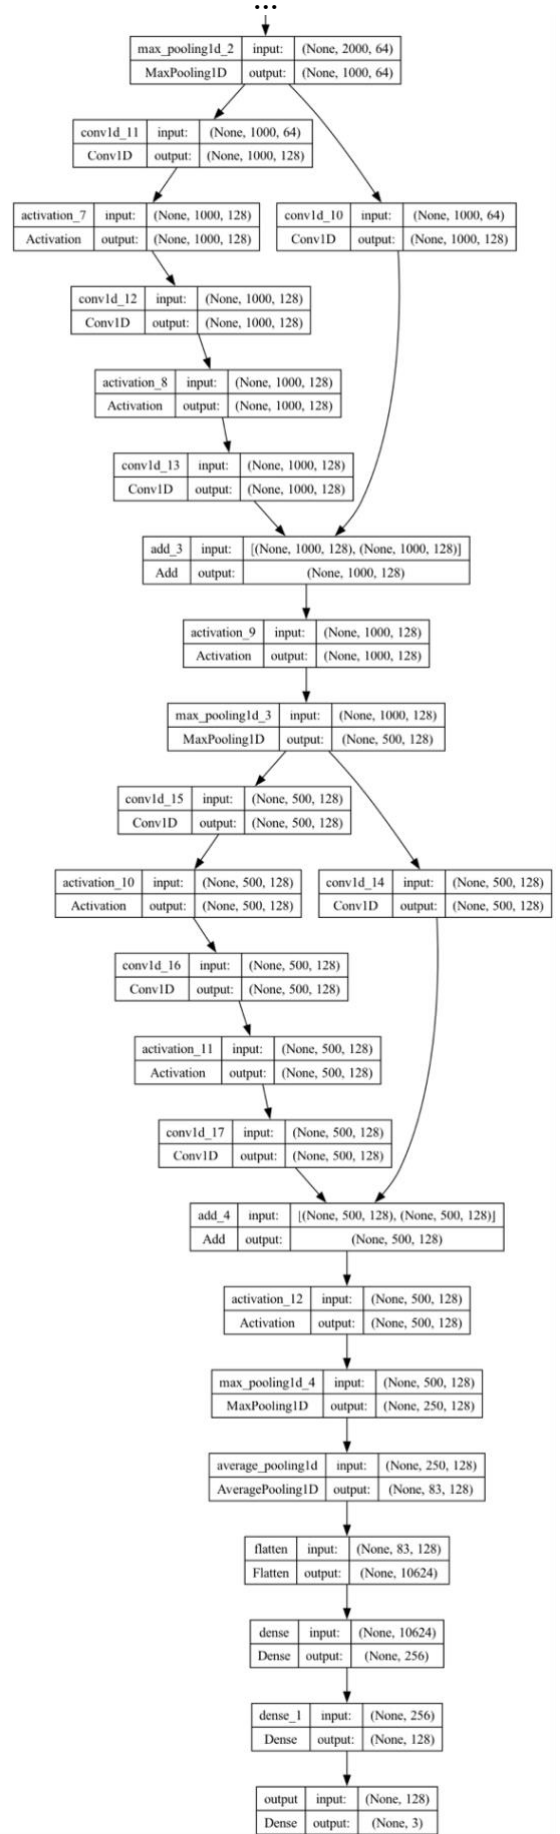 ...
max_pooling1d_2 input: (None, 2000, 64)
MaxPooling1D output: (None, 1000, 64)
conv1d_11 input: (None, 1000, 64)
Conv1D output: (None, 1000, 128)
activation_7 input: (None, 1000, 128)
Activation output: (None, 1000, 128)
conv1d_10 input: (None, 1000, 64)
Conv1D output: (None, 1000, 128)
conv1d_12 input: (None, 1000, 128)
Conv1D output: (None, 1000, 128)
activation_8 input: (None, 1000, 128)
Activation output: (None, 1000, 128)
conv1d_13 input: (None, 1000, 128)
Conv1D output: (None, 1000, 128)
add_3 input: [(None, 1000, 128), (None, 1000, 128)]
Add output: (None, 1000, 128)
activation_9 input: (None, 1000, 128)
Activation output: (None, 1000, 128)
max_pooling1d_3 input: (None, 1000, 128)
MaxPooling1D output: (None, 500, 128)
conv1d_15 input: (None, 500, 128)
Conv1D output: (None, 500, 128)
activation_10 input: (None, 500, 128)
Activation output: (None, 500, 128)
conv1d_14 input: (None, 500, 128)
Conv1D output: (None, 500, 128)
conv1d_16 input: (None, 500, 128)
Conv1D output: (None, 500, 128)
activation_11 input: (None, 500, 128)
Activation output: (None, 500, 128)
conv1d_17 input: (None, 500, 128)
Conv1D output: (None, 500, 128)
add_4 input: [(None, 500, 128), (None, 500, 128)]
Add output: (None, 500, 128)
activation_12 input: (None, 500, 128)
Activation output: (None, 500, 128)
max_pooling1d_4 input: (None, 500, 128)
MaxPooling1D output: (None, 250, 128)
average_pooling1d input: (None, 250, 128)
AveragePooling1D output: (None, 83, 128)
flatten input: (None, 83, 128)
Flatten output: (None, 10624)
dense input: (None, 10624)
Dense output: (None, 256)
dense_1 input: (None, 256)
Dense output: (None, 128)
output input: (None, 128)
Dense output: (None, 3)